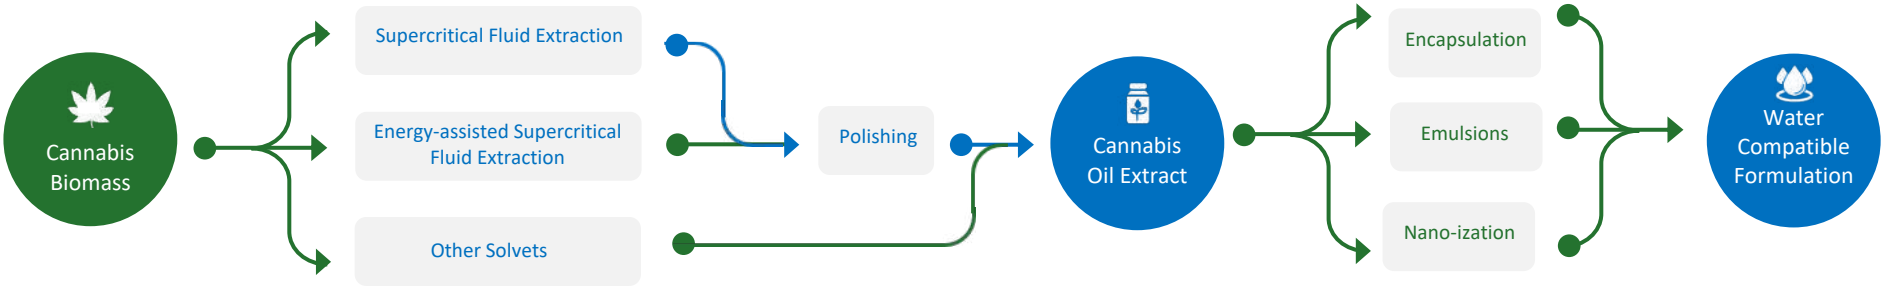 Cannabis
Biomass
Supercritical Fluid Extraction
Energy-assisted Supercritical
Fluid Extraction
Other Solvets
Polishing
Cannabis
Oil Extract
Encapsulation
Emulsions
Nano-ization
Water
Compatible
Formulation